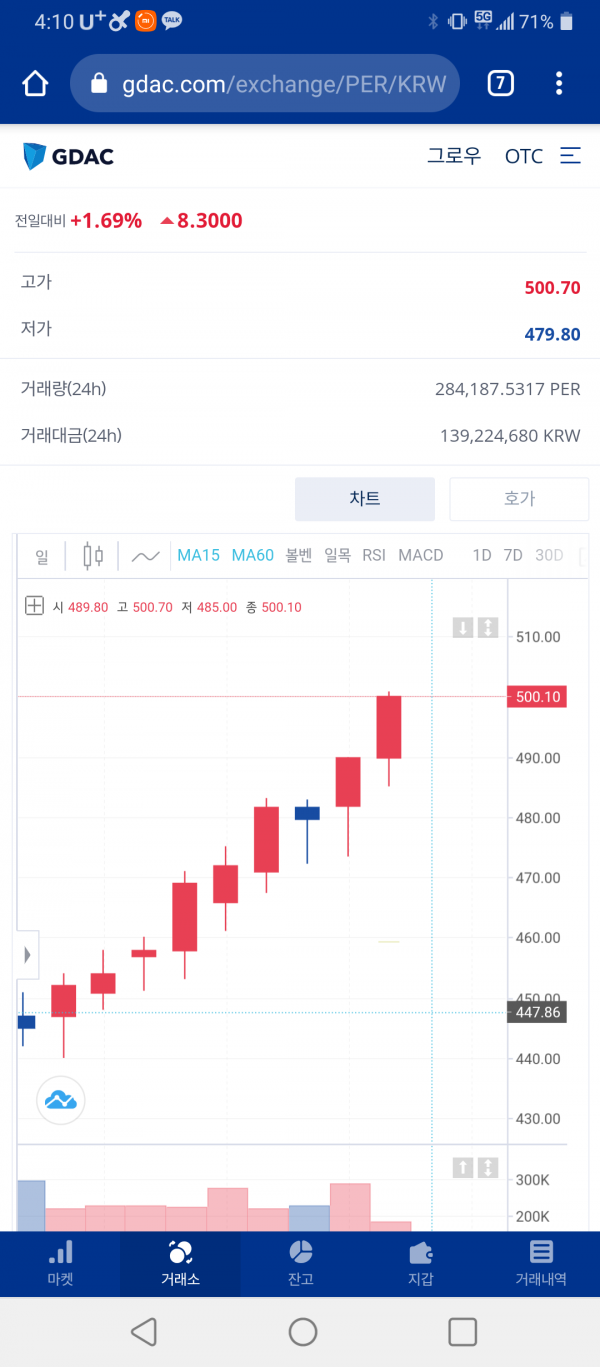 4:10 U+ TALK 5G 71%
gdac.com/exchange/PER/KRW 7
GDAC 그로우 OTC
전일대비 +1.69% ▲8.3000
고가 500.70
저가 479.80
거래량(24h) 284,187.5317 PER
거래대금(24h) 139,224,680 KRW
차트 호가
일 MA15 MA60 볼벤 일목 RSI MACD 1D 7D 30D
시 489.80 고 500.70 저 485.00 종 500.10
510.00
500.10
490.00
480.00
470.00
460.00
450.00
447.86
440.00
430.00
300K
200K
마켓 거래소 잔고 지갑 거래내역